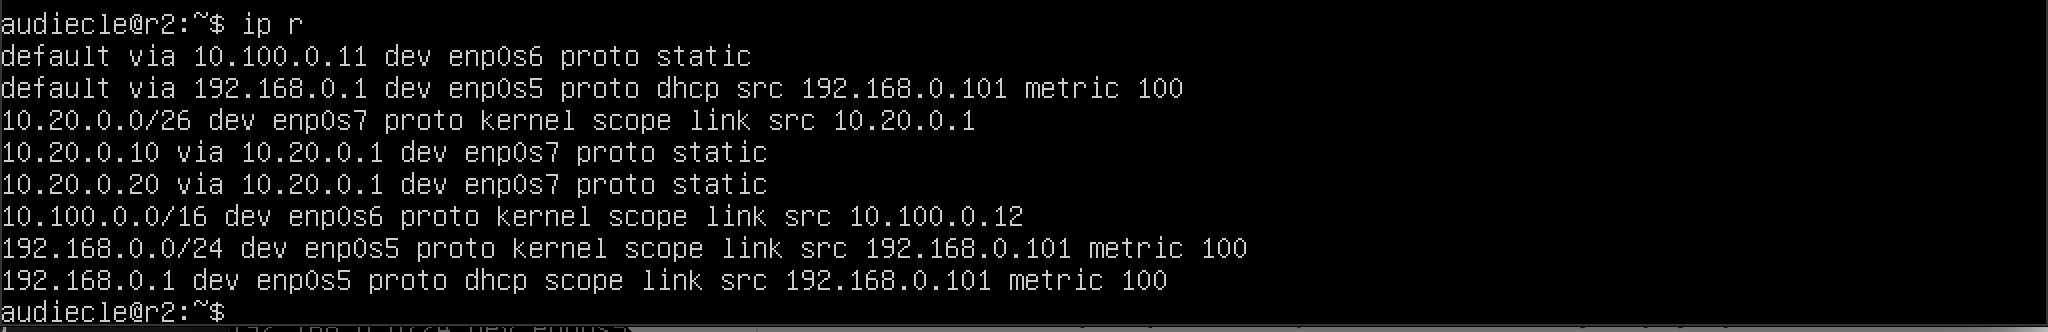 audiecle@r2:~$ ip r
default via 10.100.0.11 dev enp0s6 proto static
default via 192.168.0.1 dev enp0s5 proto dhcp src 192.168.0.101 metric 100
10.20.0.0/26 dev enp0s7 proto kernel scope link src 10.20.0.1
10.20.0.10 via 10.20.0.1 dev enp0s7 proto static
10.20.0.20 via 10.20.0.1 dev enp0s7 proto static
10.100.0.0/16 dev enp0s6 proto kernel scope link src 10.100.0.12
192.168.0.0/24 dev enp0s5 proto kernel scope link src 192.168.0.101 metric 100
192.168.0.1 dev enp0s5 proto dhcp scope link src 192.168.0.101 metric 100
audiecle@r2:~$